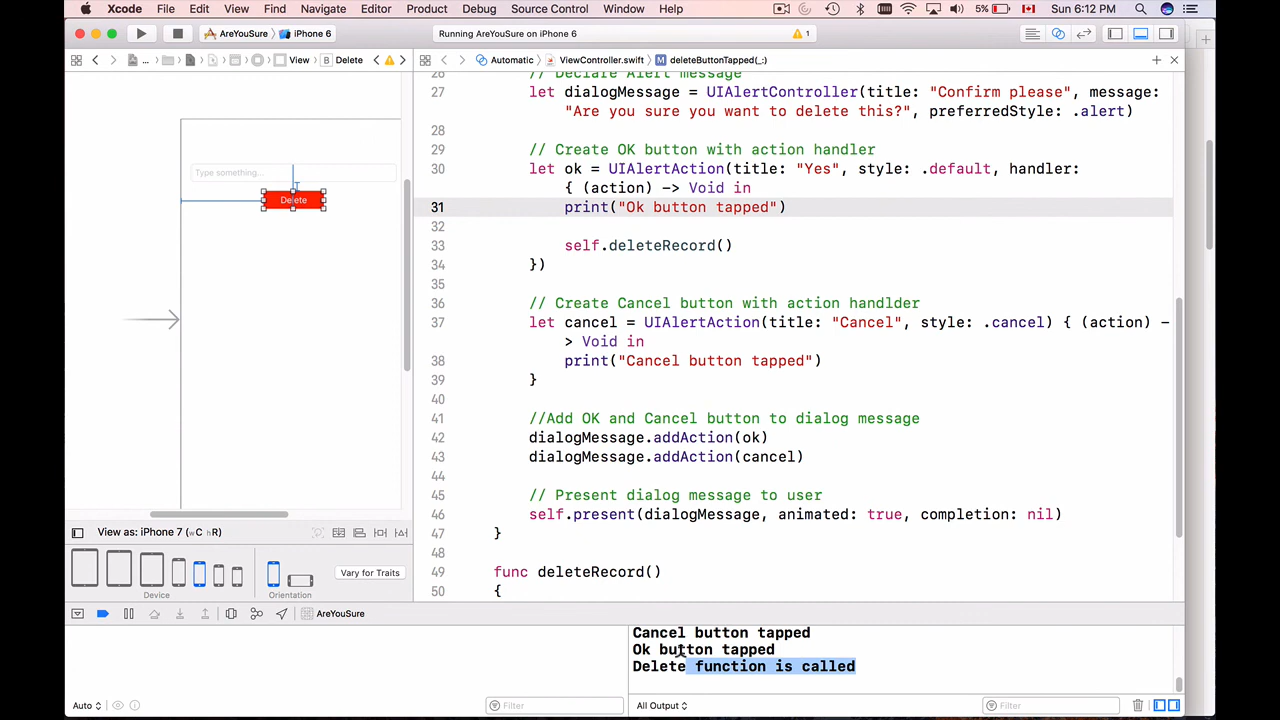 Xcode File Edit View Find Navigate Editor Product Debug Source Control Window Help 5% Sun 6:12 PM
AreYouSure iPhone 6 Running AreYouSure on iPhone 6 1
... View B Delete Automatic ViewController.swift M deleteButtonTapped(_:)
26 // Declare Alert message
27 let dialogMessage = UIAlertController(title: "Confirm please", message:
"Are you sure you want to delete this?", preferredStyle: .alert)
28
29 // Create OK button with action handler
30 let ok = UIAlertAction(title: "Yes", style: .default, handler:
{ (action) -> Void in
31 print("Ok button tapped")
32
33 self.deleteRecord()
34 })
35
36 // Create Cancel button with action handlder
37 let cancel = UIAlertAction(title: "Cancel", style: .cancel) { (action) -
> Void in
38 print("Cancel button tapped")
39 }
40
41 //Add OK and Cancel button to dialog message
42 dialogMessage.addAction(ok)
43 dialogMessage.addAction(cancel)
44
45 // Present dialog message to user
46 self.present(dialogMessage, animated: true, completion: nil)
47 }
48
49 func deleteRecord()
50 {
Type something...
Delete
View as: iPhone 7 (wC hR)
Vary for Traits
Device Orientation
AreYouSure
Cancel button tapped
Ok button tapped
Delete function is called
Auto Filter All Output Filter